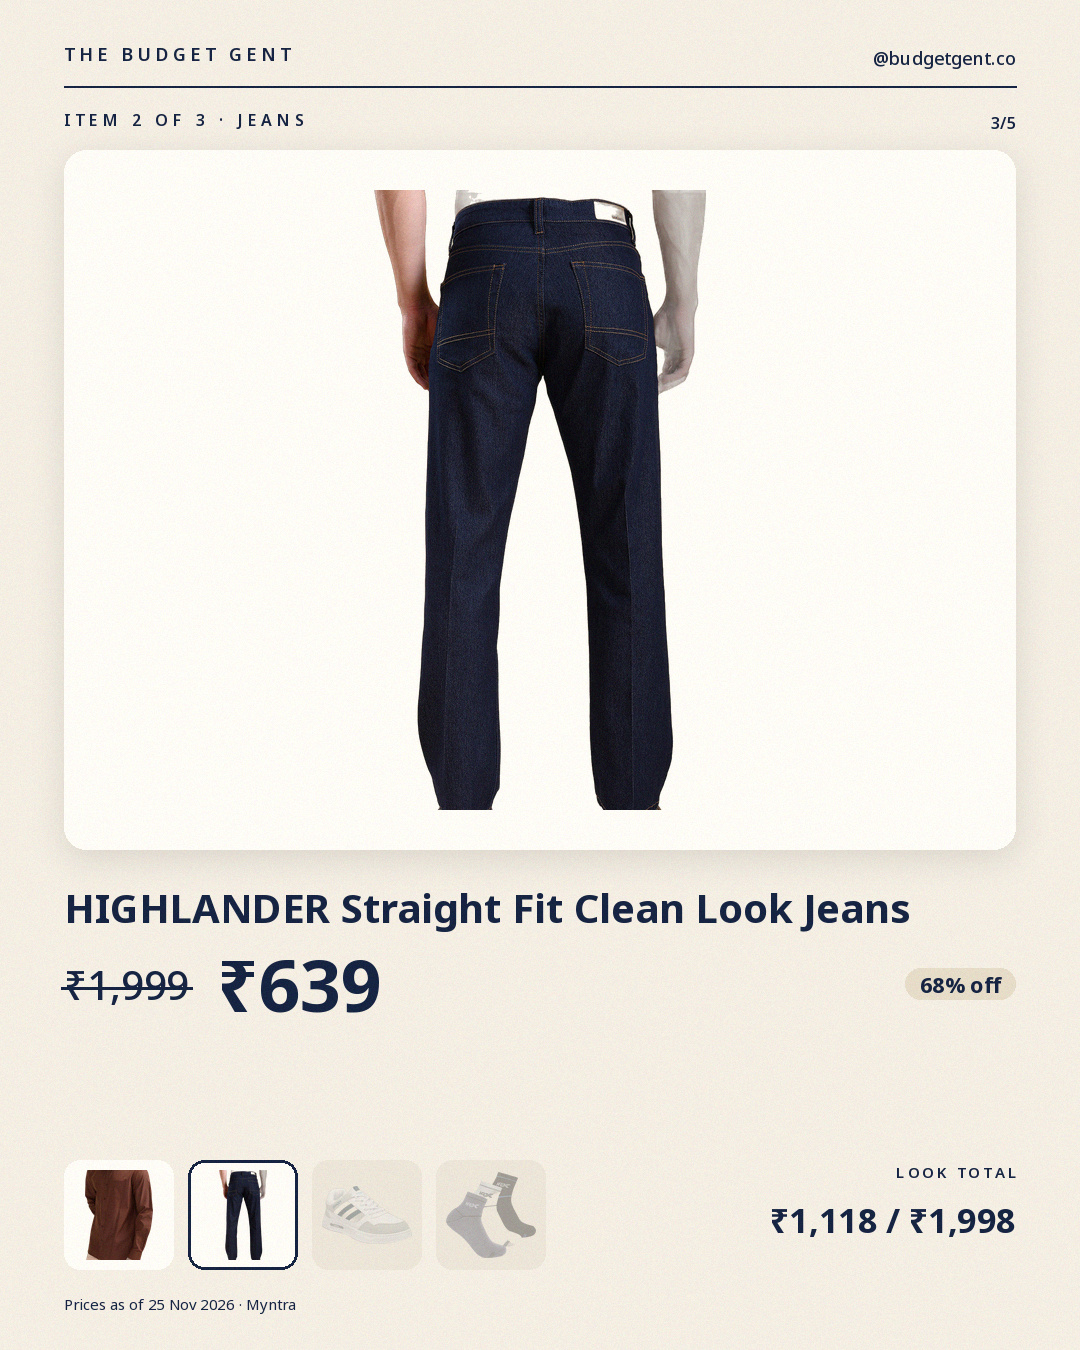 THE BUDGET GENT
@budgetgent.co
ITEM 2 OF 3 · JEANS
3/5
HIGHLANDER Straight Fit Clean Look Jeans
₹1,999 ₹639
68% off
LOOK TOTAL
₹1,118 / ₹1,998
Prices as of 25 Nov 2026 · Myntra